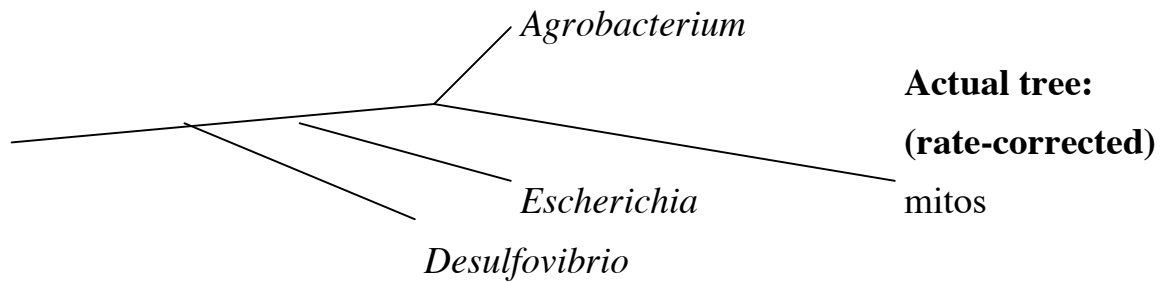 Agrobacterium
Actual tree:
(rate-corrected)
Escherichia
mitos
Desulfovibrio